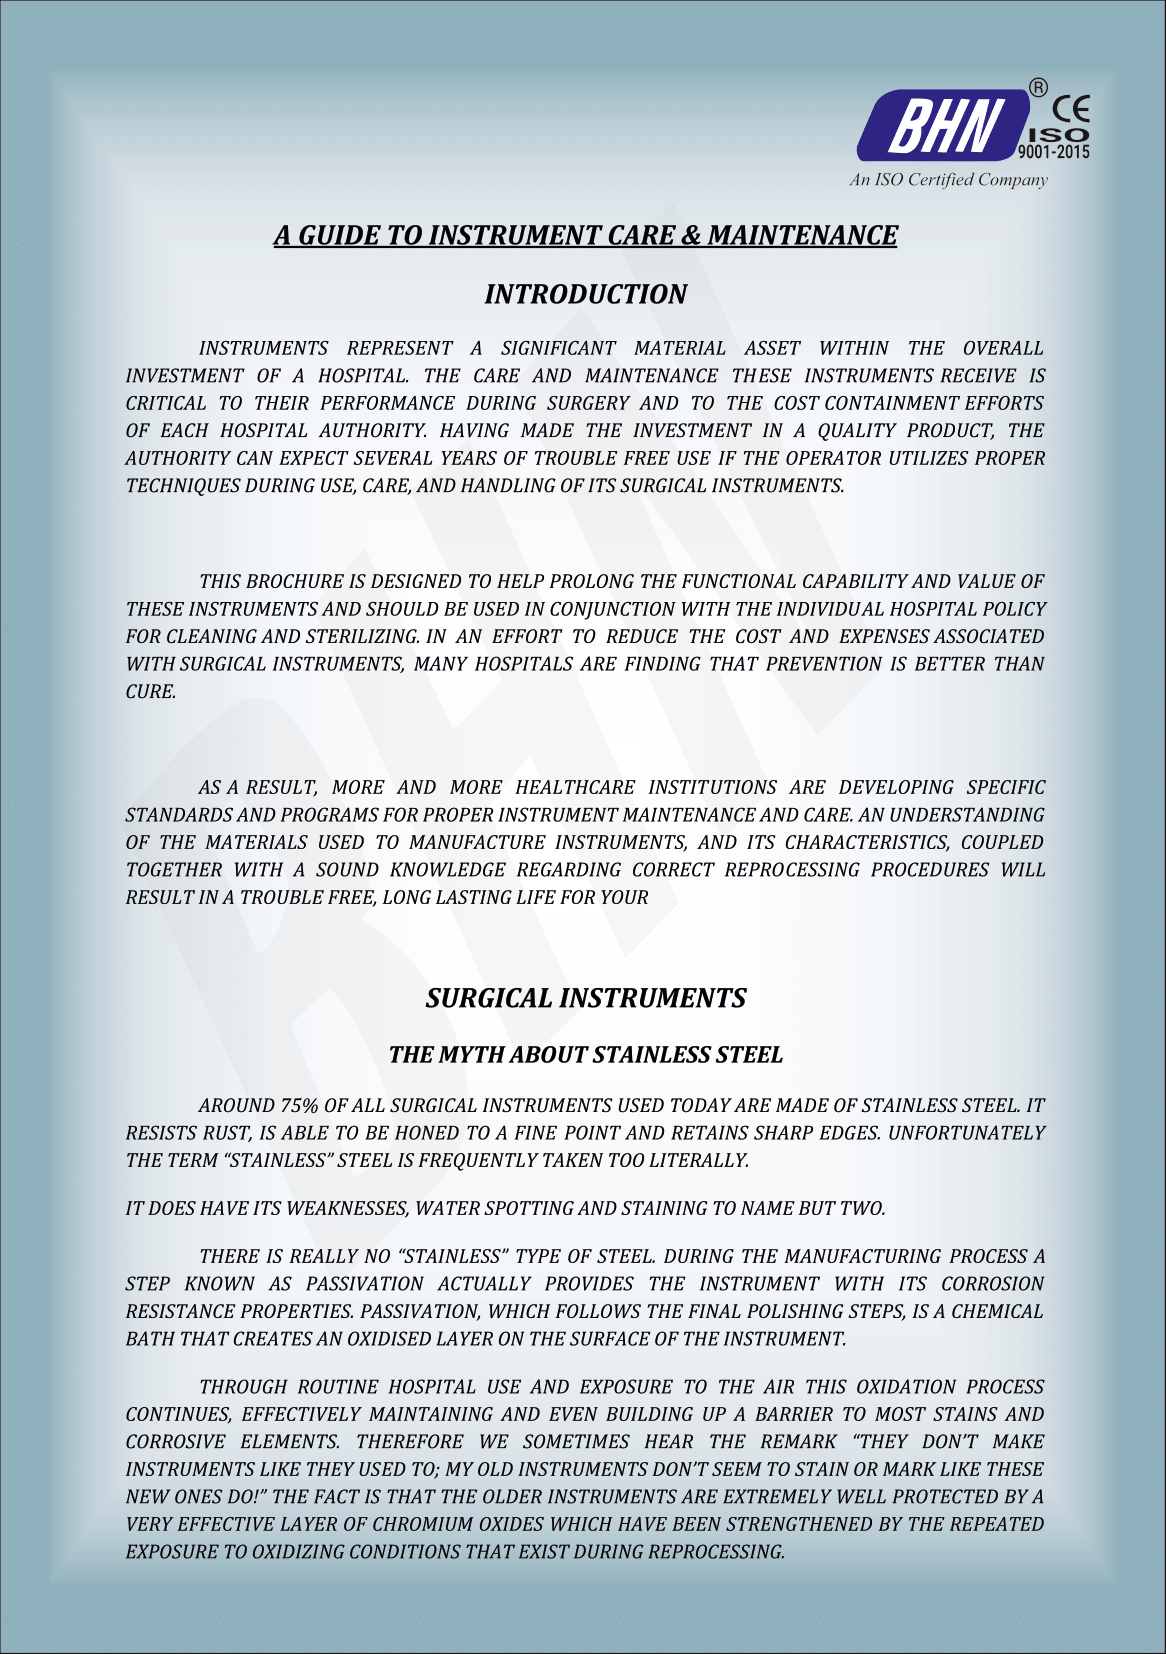 BHN
®
CE
ISO
9001-2015
An ISO Certified Company
A GUIDE TO INSTRUMENT CARE & MAINTENANCE
INTRODUCTION
INSTRUMENTS REPRESENT A SIGNIFICANT MATERIAL ASSET WITHIN THE OVERALL
INVESTMENT OF A HOSPITAL. THE CARE AND MAINTENANCE THESE INSTRUMENTS RECEIVE IS
CRITICAL TO THEIR PERFORMANCE DURING SURGERY AND TO THE COST CONTAINMENT EFFORTS
OF EACH HOSPITAL AUTHORITY. HAVING MADE THE INVESTMENT IN A QUALITY PRODUCT, THE
AUTHORITY CAN EXPECT SEVERAL YEARS OF TROUBLE FREE USE IF THE OPERATOR UTILIZES PROPER
TECHNIQUES DURING USE, CARE, AND HANDLING OF ITS SURGICAL INSTRUMENTS.
THIS BROCHURE IS DESIGNED TO HELP PROLONG THE FUNCTIONAL CAPABILITY AND VALUE OF
THESE INSTRUMENTS AND SHOULD BE USED IN CONJUNCTION WITH THE INDIVIDUAL HOSPITAL POLICY
FOR CLEANING AND STERILIZING. IN AN EFFORT TO REDUCE THE COST AND EXPENSES ASSOCIATED
WITH SURGICAL INSTRUMENTS, MANY HOSPITALS ARE FINDING THAT PREVENTION IS BETTER THAN
CURE.
AS A RESULT, MORE AND MORE HEALTHCARE INSTITUTIONS ARE DEVELOPING SPECIFIC
STANDARDS AND PROGRAMS FOR PROPER INSTRUMENT MAINTENANCE AND CARE. AN UNDERSTANDING
OF THE MATERIALS USED TO MANUFACTURE INSTRUMENTS, AND ITS CHARACTERISTICS, COUPLED
TOGETHER WITH A SOUND KNOWLEDGE REGARDING CORRECT REPROCESSING PROCEDURES WILL
RESULT IN A TROUBLE FREE, LONG LASTING LIFE FOR YOUR
SURGICAL INSTRUMENTS
THE MYTH ABOUT STAINLESS STEEL
AROUND 75% OF ALL SURGICAL INSTRUMENTS USED TODAY ARE MADE OF STAINLESS STEEL. IT
RESISTS RUST, IS ABLE TO BE HONED TO A FINE POINT AND RETAINS SHARP EDGES. UNFORTUNATELY
THE TERM “STAINLESS” STEEL IS FREQUENTLY TAKEN TOO LITERALLY.
IT DOES HAVE ITS WEAKNESSES, WATER SPOTTING AND STAINING TO NAME BUT TWO.
THERE IS REALLY NO “STAINLESS” TYPE OF STEEL. DURING THE MANUFACTURING PROCESS A
STEP KNOWN AS PASSIVATION ACTUALLY PROVIDES THE INSTRUMENT WITH ITS CORROSION
RESISTANCE PROPERTIES. PASSIVATION, WHICH FOLLOWS THE FINAL POLISHING STEPS, IS A CHEMICAL
BATH THAT CREATES AN OXIDISED LAYER ON THE SURFACE OF THE INSTRUMENT.
THROUGH ROUTINE HOSPITAL USE AND EXPOSURE TO THE AIR THIS OXIDATION PROCESS
CONTINUES, EFFECTIVELY MAINTAINING AND EVEN BUILDING UP A BARRIER TO MOST STAINS AND
CORROSIVE ELEMENTS. THEREFORE WE SOMETIMES HEAR THE REMARK “THEY DON’T MAKE
INSTRUMENTS LIKE THEY USED TO; MY OLD INSTRUMENTS DON’T SEEM TO STAIN OR MARK LIKE THESE
NEW ONES DO!” THE FACT IS THAT THE OLDER INSTRUMENTS ARE EXTREMELY WELL PROTECTED BY A
VERY EFFECTIVE LAYER OF CHROMIUM OXIDES WHICH HAVE BEEN STRENGTHENED BY THE REPEATED
EXPOSURE TO OXIDIZING CONDITIONS THAT EXIST DURING REPROCESSING.
BHN